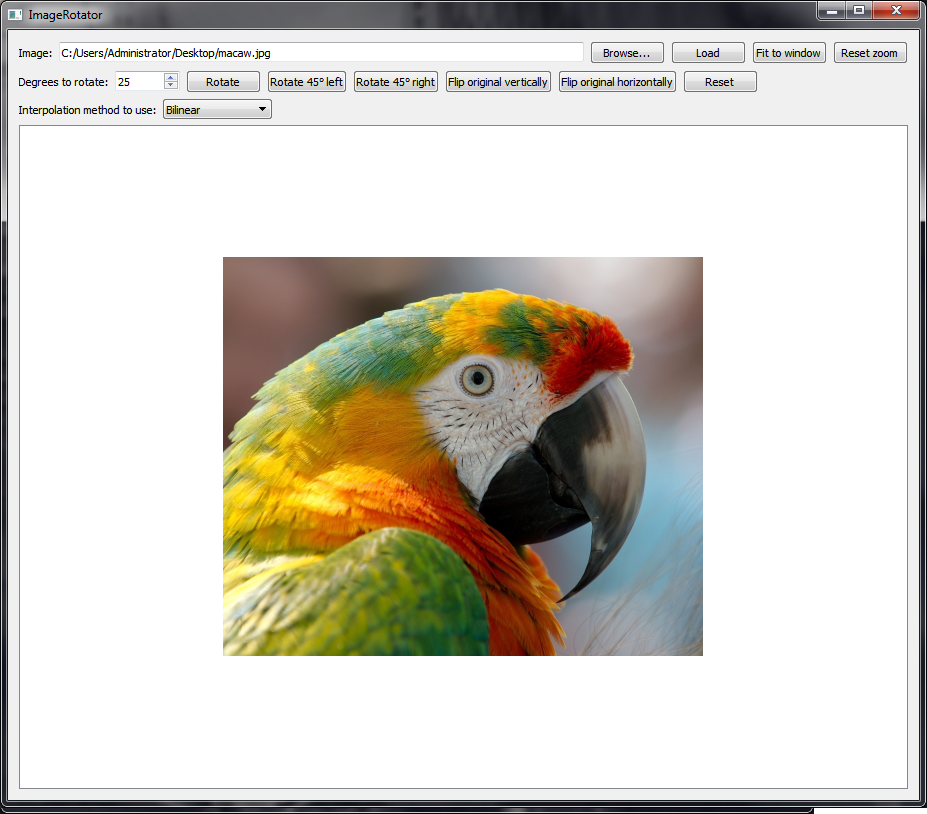 ImageRotator
Image: C:/Users/Administrator/Desktop/macaw.jpg Browse... Load Fit to window Reset zoom
Degrees to rotate: 25 Rotate Rotate 45° left Rotate 45° right Flip original vertically Flip original horizontally Reset
Interpolation method to use: Bilinear